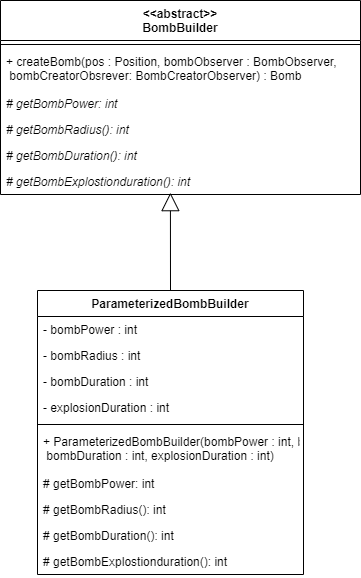 <<abstract>>
BombBuilder
+ createBomb(pos : Position, bombObserver : BombObserver,
bombCreatorObsrever: BombCreatorObserver) : Bomb
# getBombPower: int
# getBombRadius(): int
# getBombDuration(): int
# getBombExplostionduration(): int
ParameterizedBombBuilder
- bombPower : int
- bombRadius : int
- bombDuration : int
- explosionDuration : int
+ ParameterizedBombBuilder(bombPower : int,
bombDuration : int, explosionDuration : int)
# getBombPower: int
# getBombRadius(): int
# getBombDuration(): int
# getBombExplostionduration(): int